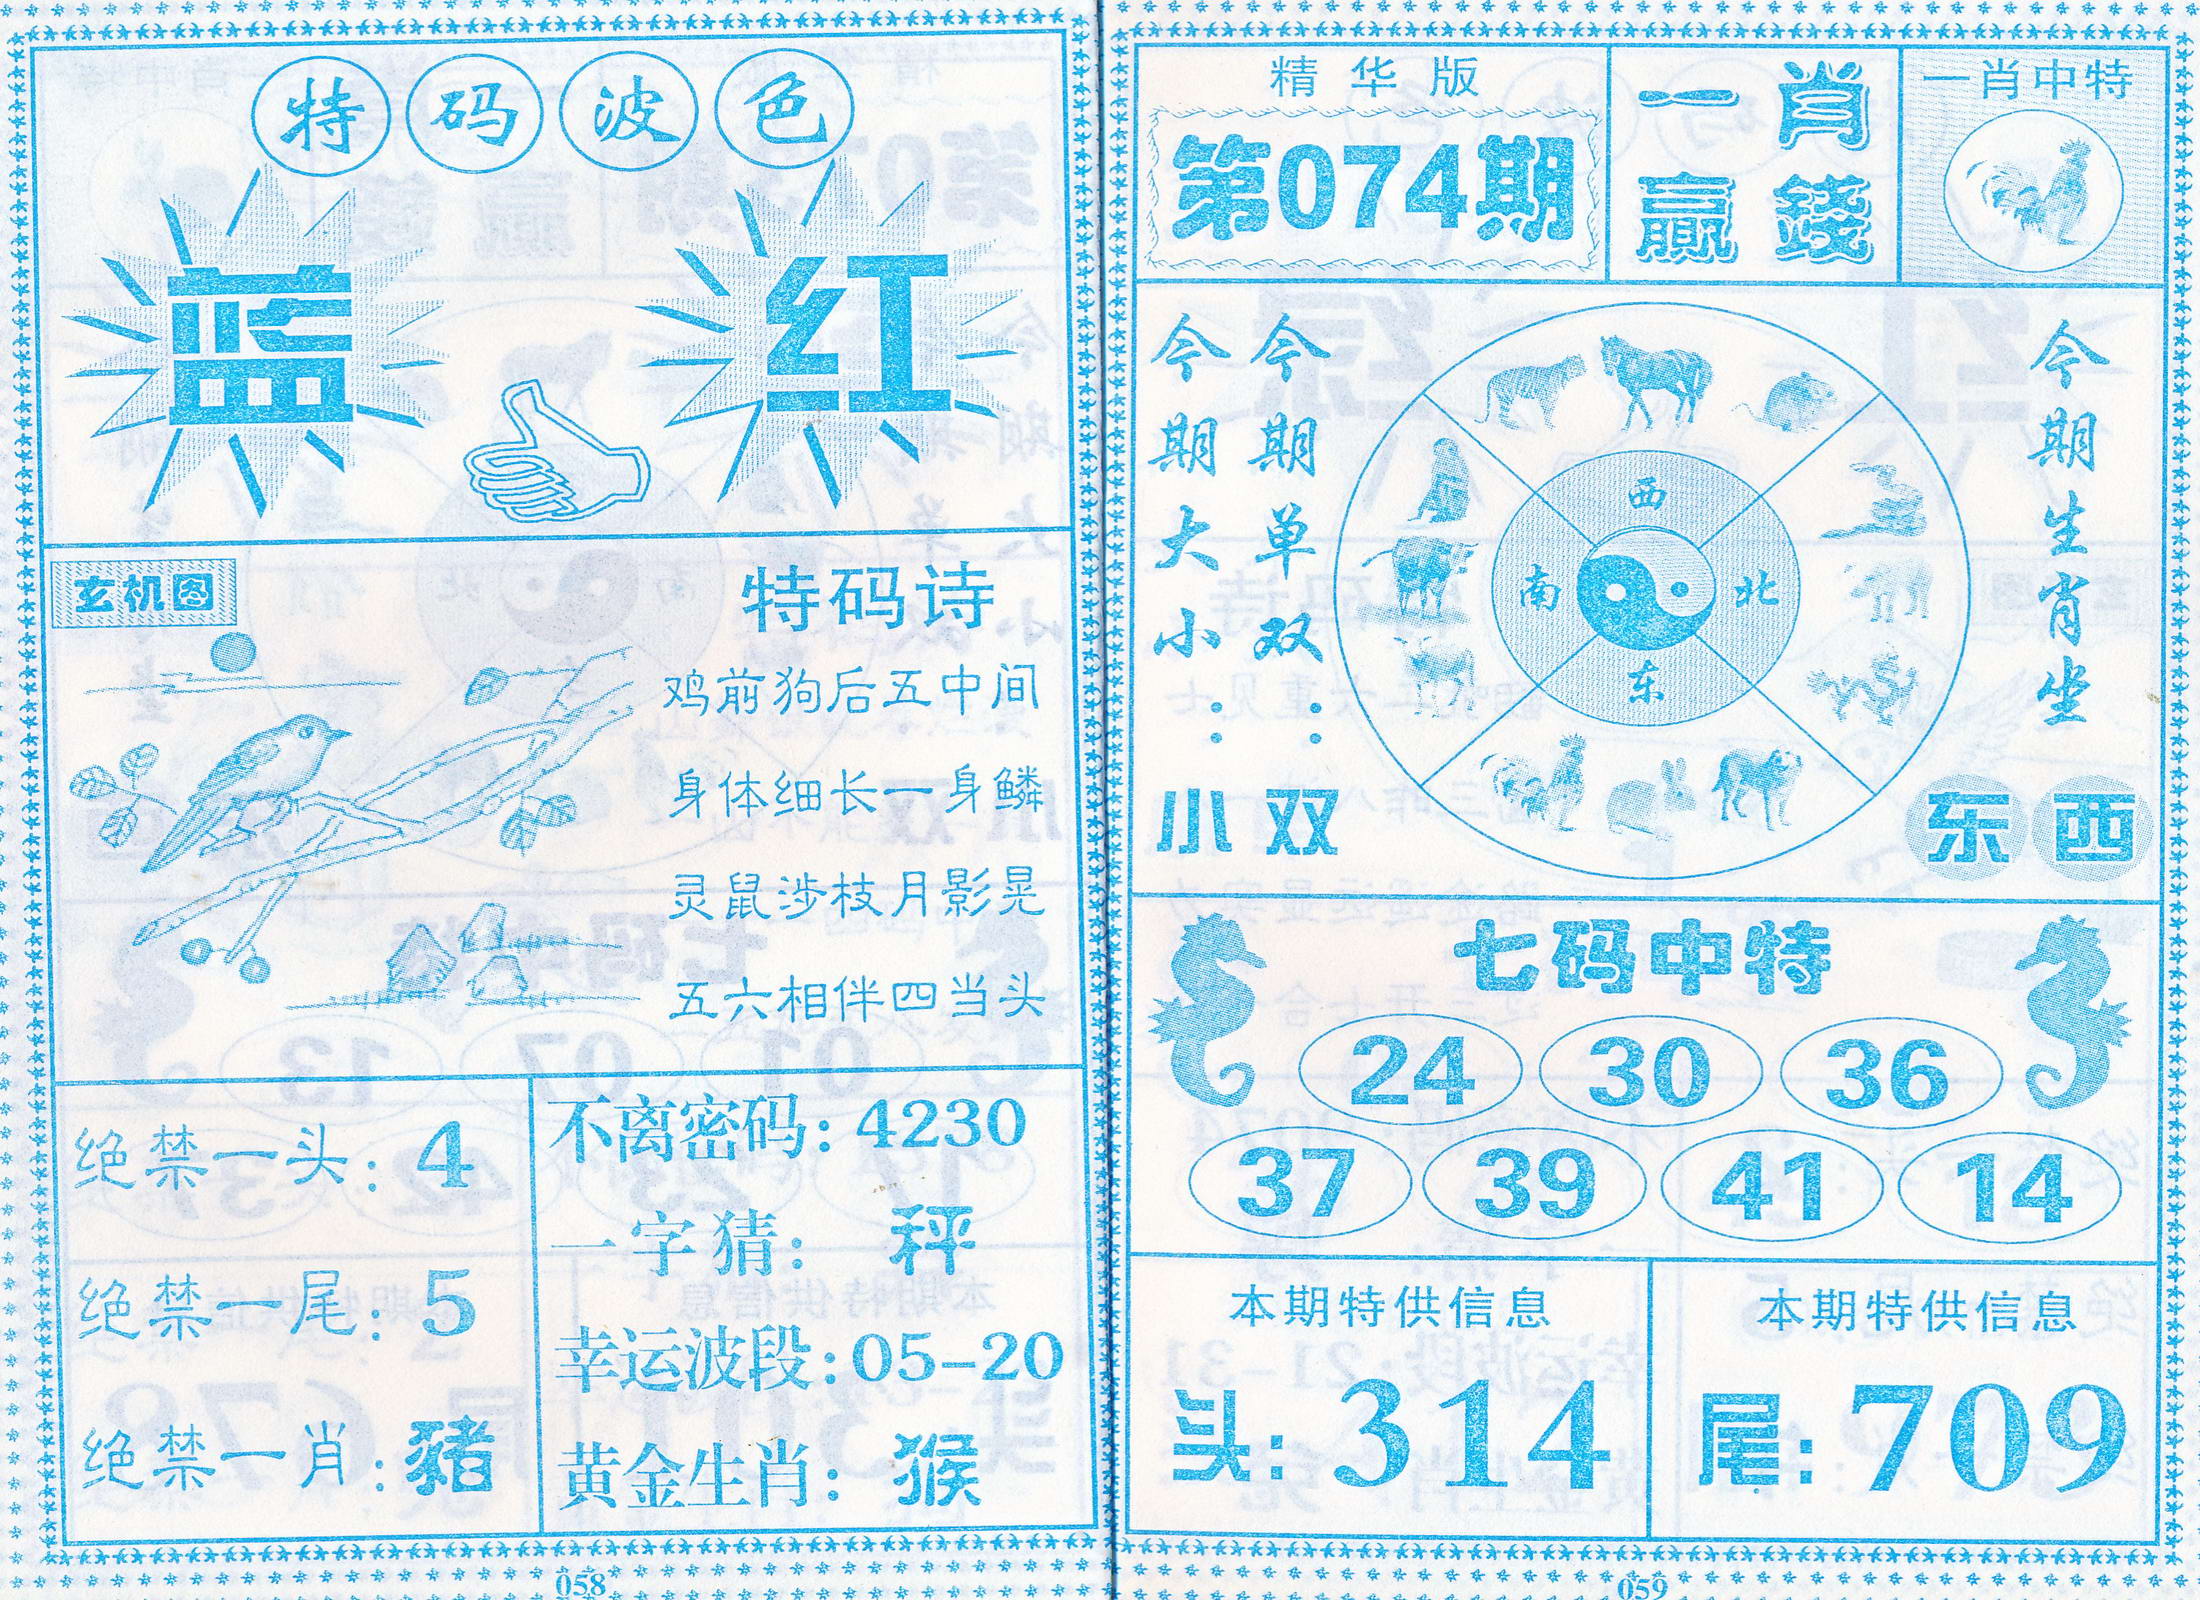 特码波色
蓝 红
玄机图
特码诗
鸡前狗后五中间
身体细长一身鳞
灵鼠涉枝月影晃
五六相伴四当头
绝禁一头:4
绝禁一尾:5
绝禁一肖:豬
不离密码:4230
一字猜:秤
幸运波段:05-20
黄金生肖:猴
058
精华版
第074期
一肖
赢錢
一肖中特
今期大小:小
今期单双:双
西
南
北
东
今期生肖坐
东西
七码中特
24 30 36
37 39 41 14
本期特供信息
头:314
本期特供信息
尾:709
059